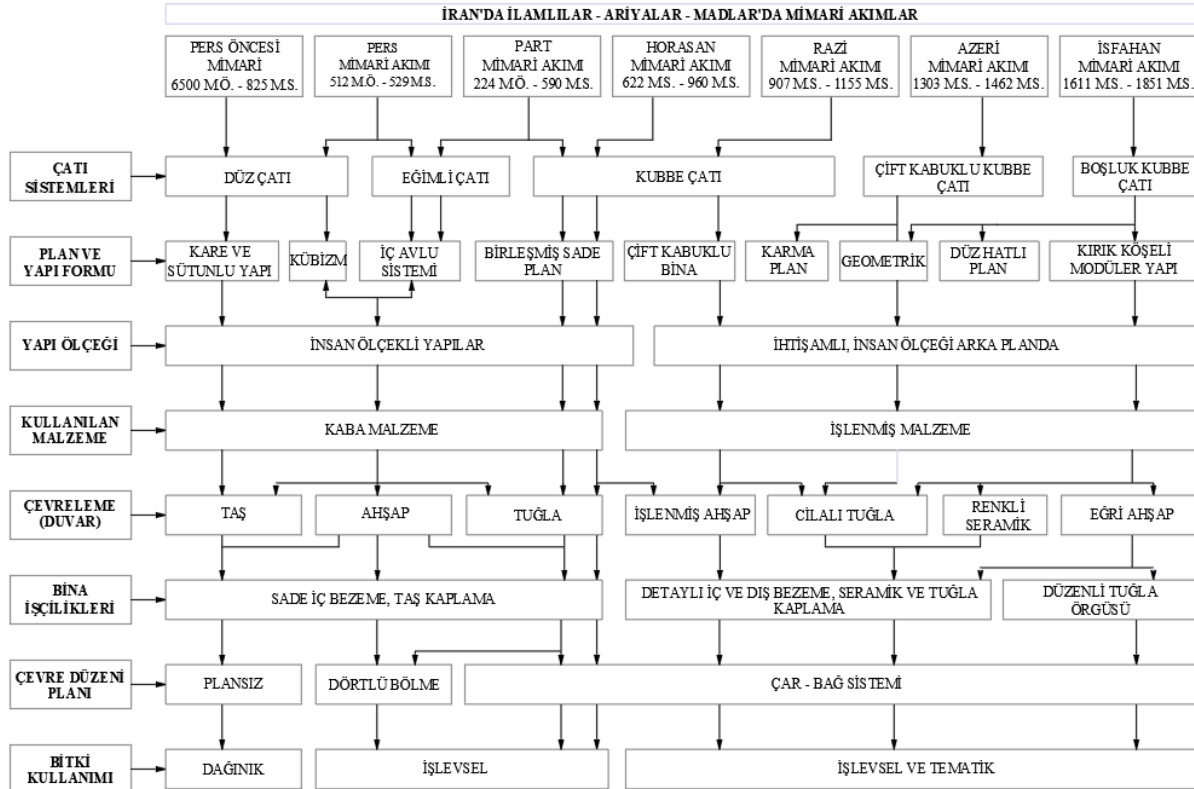 İRAN'DA İLAMLILAR - ARİYALAR - MADLAR'DA MİMARİ AKIMLAR
PERS ÖNCESİ
MİMARİ
6500 M.Ö. - 825 M.S.
PERS
MİMARİ AKIMI
512 M.Ö. - 529 M.S.
PART
MİMARİ AKIMI
224 M.Ö. - 590 M.S.
HORASAN
MİMARİ AKIMI
622 M.S. - 960 M.S.
RAZİ
MİMARİ AKIMI
907 M.S. - 1155 M.S.
AZERİ
MİMARİ AKIMI
1303 M.S. - 1462 M.S.
İSFAHAN
MİMARİ AKIMI
1611 M.S. - 1851 M.S.
ÇATI
SİSTEMLERİ
DÜZ ÇATI
EĞİMLİ ÇATI
KUBBE ÇATI
ÇİFT KABUKLU KUBBE
ÇATI
BOŞLUK KUBBE
ÇATI
PLAN VE
YAPI FORMU
KARE VE
SÜTUNLU YAPI
KÜBİZM
İÇ AVLU
SİSTEMİ
BİRLEŞMİŞ SADE
PLAN
ÇİFT KABUKLU
BİNA
KARMA
PLAN
GEOMETRİK
DÜZ HATLI
PLAN
KIRIK KÖŞELİ
MODÜLER YAPI
YAPI ÖLÇEĞİ
İNSAN ÖLÇEKLİ YAPILAR
İHTİŞAMLI, İNSAN ÖLÇEĞİ ARKA PLANDA
KULLANILAN
MALZEME
KABA MALZEME
İŞLENMİŞ MALZEME
ÇEVRELEME
(DUVAR)
TAŞ
AHŞAP
TUĞLA
İŞLENMİŞ AHŞAP
CİLALI TUĞLA
RENKLİ
SERAMİK
EĞRİ AHŞAP
BİNA
İŞÇİLİKLERİ
SADE İÇ BEZEME, TAŞ KAPLAMA
DETAYLI İÇ VE DIŞ BEZEME, SERAMİK VE TUĞLA
KAPLAMA
DÜZENLİ TUĞLA
ÖRGÜSÜ
ÇEVRE DÜZENİ
PLANI
PLANSIZ
DÖRTLÜ BÖLME
ÇAR - BAĞ SİSTEMİ
BİTKİ
KULLANIMI
DAĞINIK
İŞLEVSEL
İŞLEVSEL VE TEMATİK